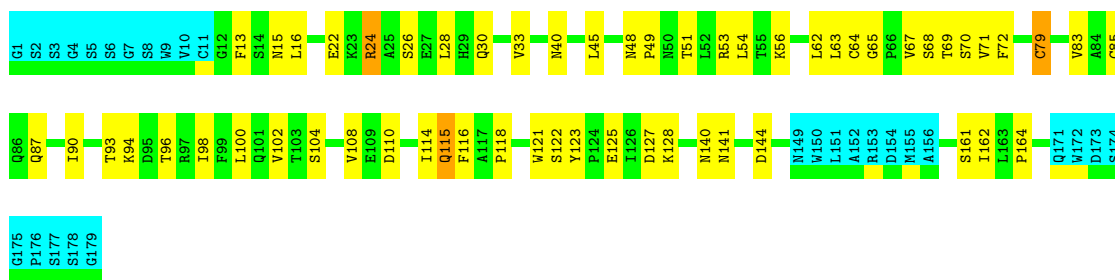 G1 S2 S3 G4 S5 S6 G7 S8 W9 V10 C11 G12 F13 S14 N15 L16 E22 K23 R24 A25 S26 E27 L28 H29 Q30 V33 N40 L45 N48 P49 N50 T51 L52 R53 L54 T55 K56 L62 L63 C64 G65 P66 V67 S68 T69 S70 V71 F72 C79 V83 A84
Q86 Q87 I90 T93 K94 D95 T96 R97 I98 F99 L100 Q101 V102 T103 S104 V108 E109 D110 I114 Q115 F116 A117 P118 W121 S122 Y123 P124 E125 I126 D127 K128 N140 N141 D144 N149 W150 L151 A152 R153 D154 M155 A156 S161 I162 L163 P164 Q171 W172 D173 S174
G175 P176 S177 S178 G179